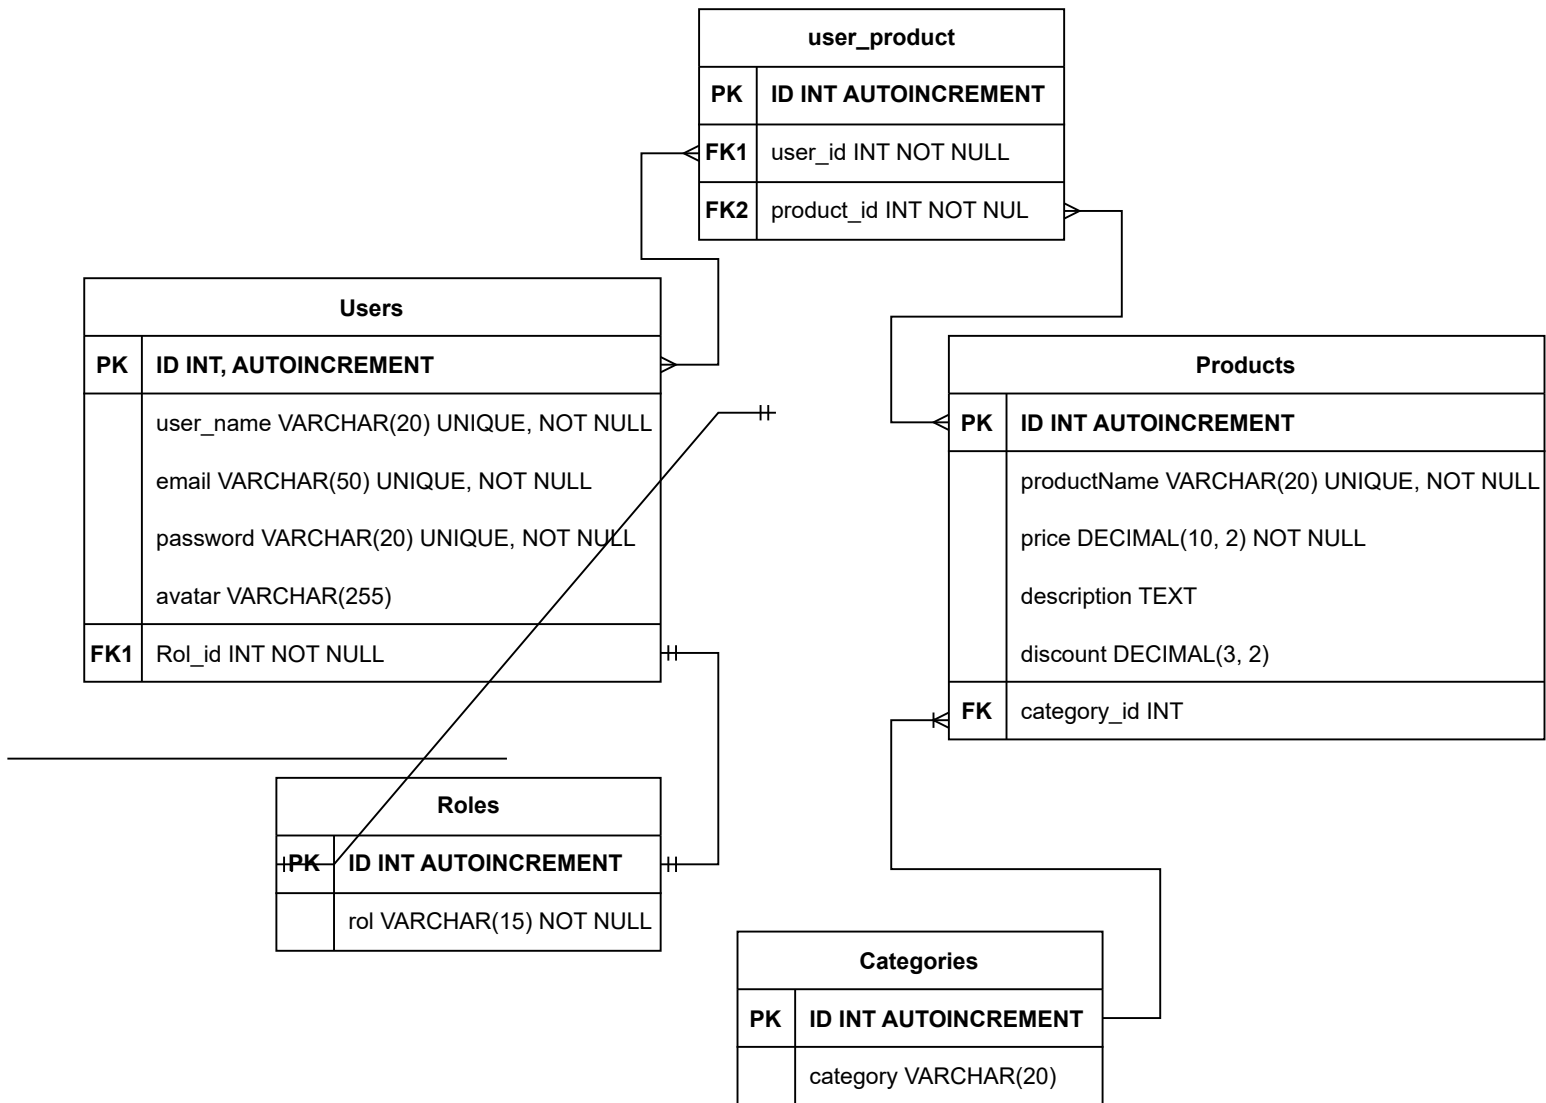 user_product
PK ID INT AUTOINCREMENT
FK1 user_id INT NOT NULL
FK2 product_id INT NOT NUL
Users
PK ID INT, AUTOINCREMENT
user_name VARCHAR(20) UNIQUE, NOT NULL
email VARCHAR(50) UNIQUE, NOT NULL
password VARCHAR(20) UNIQUE, NOT NULL
avatar VARCHAR(255)
FK1 Rol_id INT NOT NULL
Products
PK ID INT AUTOINCREMENT
productName VARCHAR(20) UNIQUE, NOT NULL
price DECIMAL(10, 2) NOT NULL
description TEXT
discount DECIMAL(3, 2)
FK category_id INT
Roles
PK ID INT AUTOINCREMENT
rol VARCHAR(15) NOT NULL
Categories
PK ID INT AUTOINCREMENT
category VARCHAR(20)